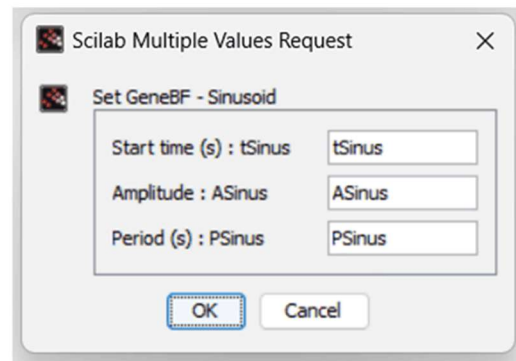 Scilab Multiple Values Request
Set GeneBF - Sinusoid
Start time (s) : tSinus tSinus
Amplitude : ASinus ASinus
Period (s) : PSinus PSinus
OK Cancel